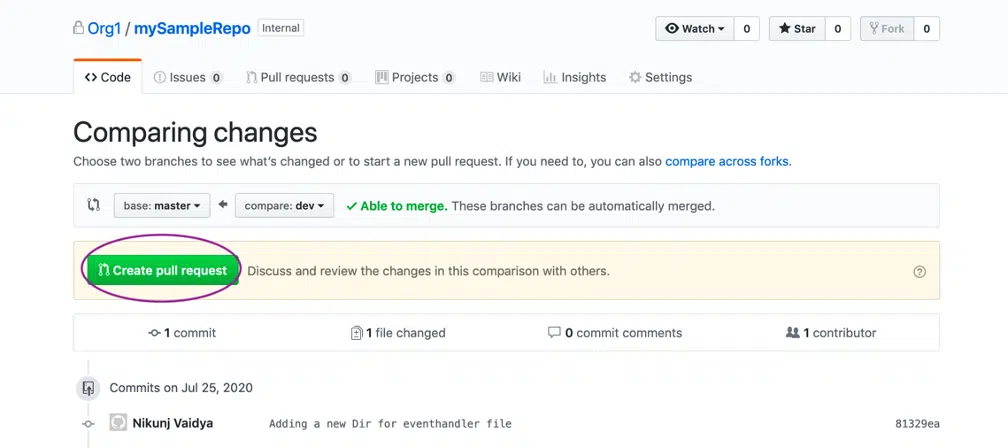 Org1 / mySampleRepo Internal Watch 0 Star 0 Fork 0
Code Issues 0 Pull requests 0 Projects 0 Wiki Insights Settings
Comparing changes
Choose two branches to see what's changed or to start a new pull request. If you need to, you can also compare across forks.
base: master compare: dev Able to merge. These branches can be automatically merged.
Create pull request Discuss and review the changes in this comparison with others.
1 commit 1 file changed 0 commit comments 1 contributor
Commits on Jul 25, 2020
Nikunj Vaidya Adding a new Dir for eventhandler file 81329ea